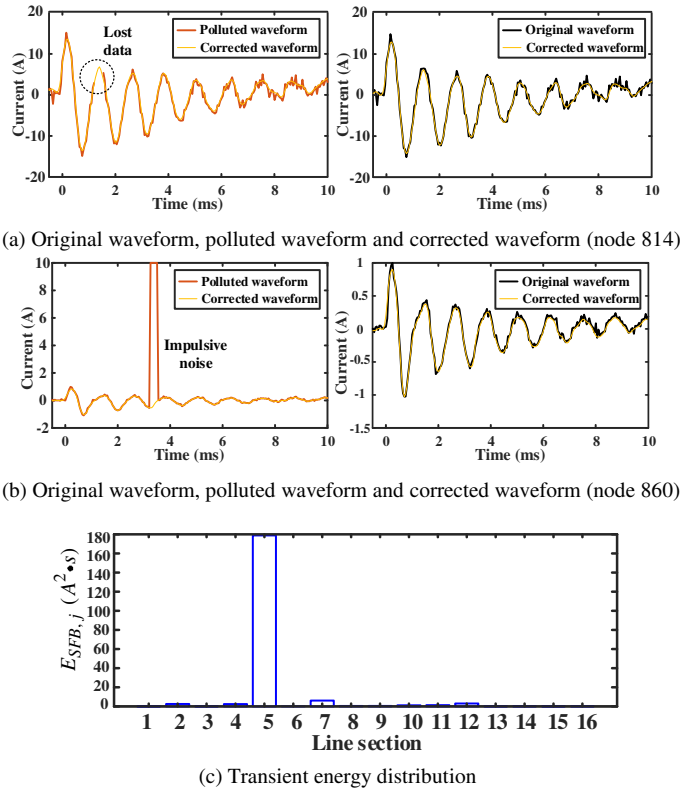 20
10
0
-10
-20
Current (A)
Lost
data
Polluted waveform
Corrected waveform
0 2 4 6 8 10
Time (ms)
20
10
0
-10
-20
Current (A)
Original waveform
Corrected waveform
0 2 4 6 8 10
Time (ms)
(a) Original waveform, polluted waveform and corrected waveform (node 814)
10
8
6
4
2
0
-2
Current (A)
Polluted waveform
Corrected waveform
Impulsive
noise
0 2 4 6 8 10
Time (ms)
1
0.5
0
-0.5
-1
-1.5
Current (A)
Original waveform
Corrected waveform
0 2 4 6 8 10
Time (ms)
(b) Original waveform, polluted waveform and corrected waveform (node 860)
180
160
140
120
100
80
60
40
20
0
E_{SFB, j} (A^2•s)
1 2 3 4 5 6 7 8 9 10 11 12 13 14 15 16
Line section
(c) Transient energy distribution